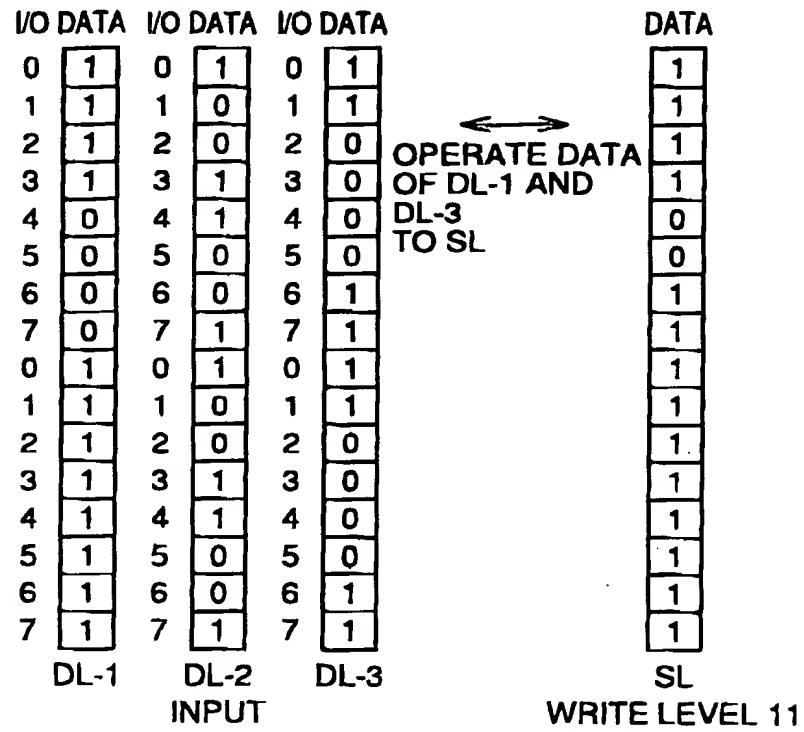 I/O DATA I/O DATA I/O DATA DATA
0 1 0 1 0 1 1
1 1 1 0 1 1 1
2 1 2 0 2 0 1
3 1 3 1 3 0 1
4 0 4 1 4 0 0
5 0 5 0 5 0 0
6 0 6 0 6 1 1
7 0 7 1 7 1 1
0 1 0 1 0 1 1
1 1 1 0 1 1 1
2 1 2 0 2 0 1
3 1 3 1 3 0 1
4 1 4 1 4 0 1
5 1 5 0 5 0 1
6 1 6 0 6 1 1
7 1 7 1 7 1 1
OPERATE DATA
OF DL-1 AND
DL-3
TO SL
DL-1 DL-2 DL-3 SL
INPUT WRITE LEVEL 11